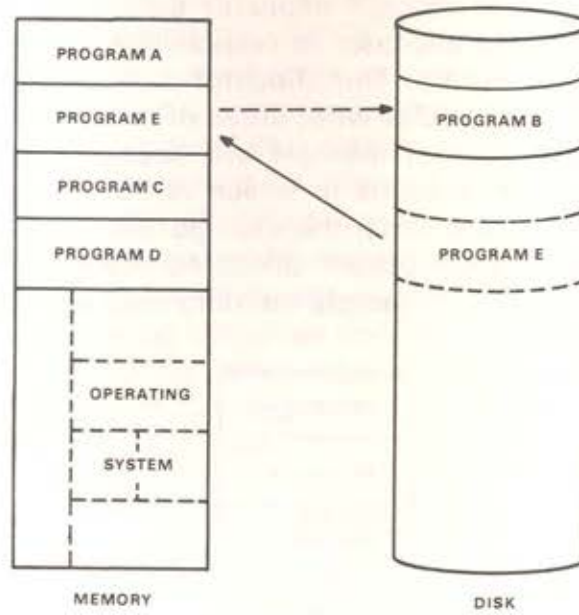 PROGRAM A
PROGRAM E
PROGRAM C
PROGRAM D
OPERATING
SYSTEM
MEMORY
PROGRAM B
PROGRAM E
DISK